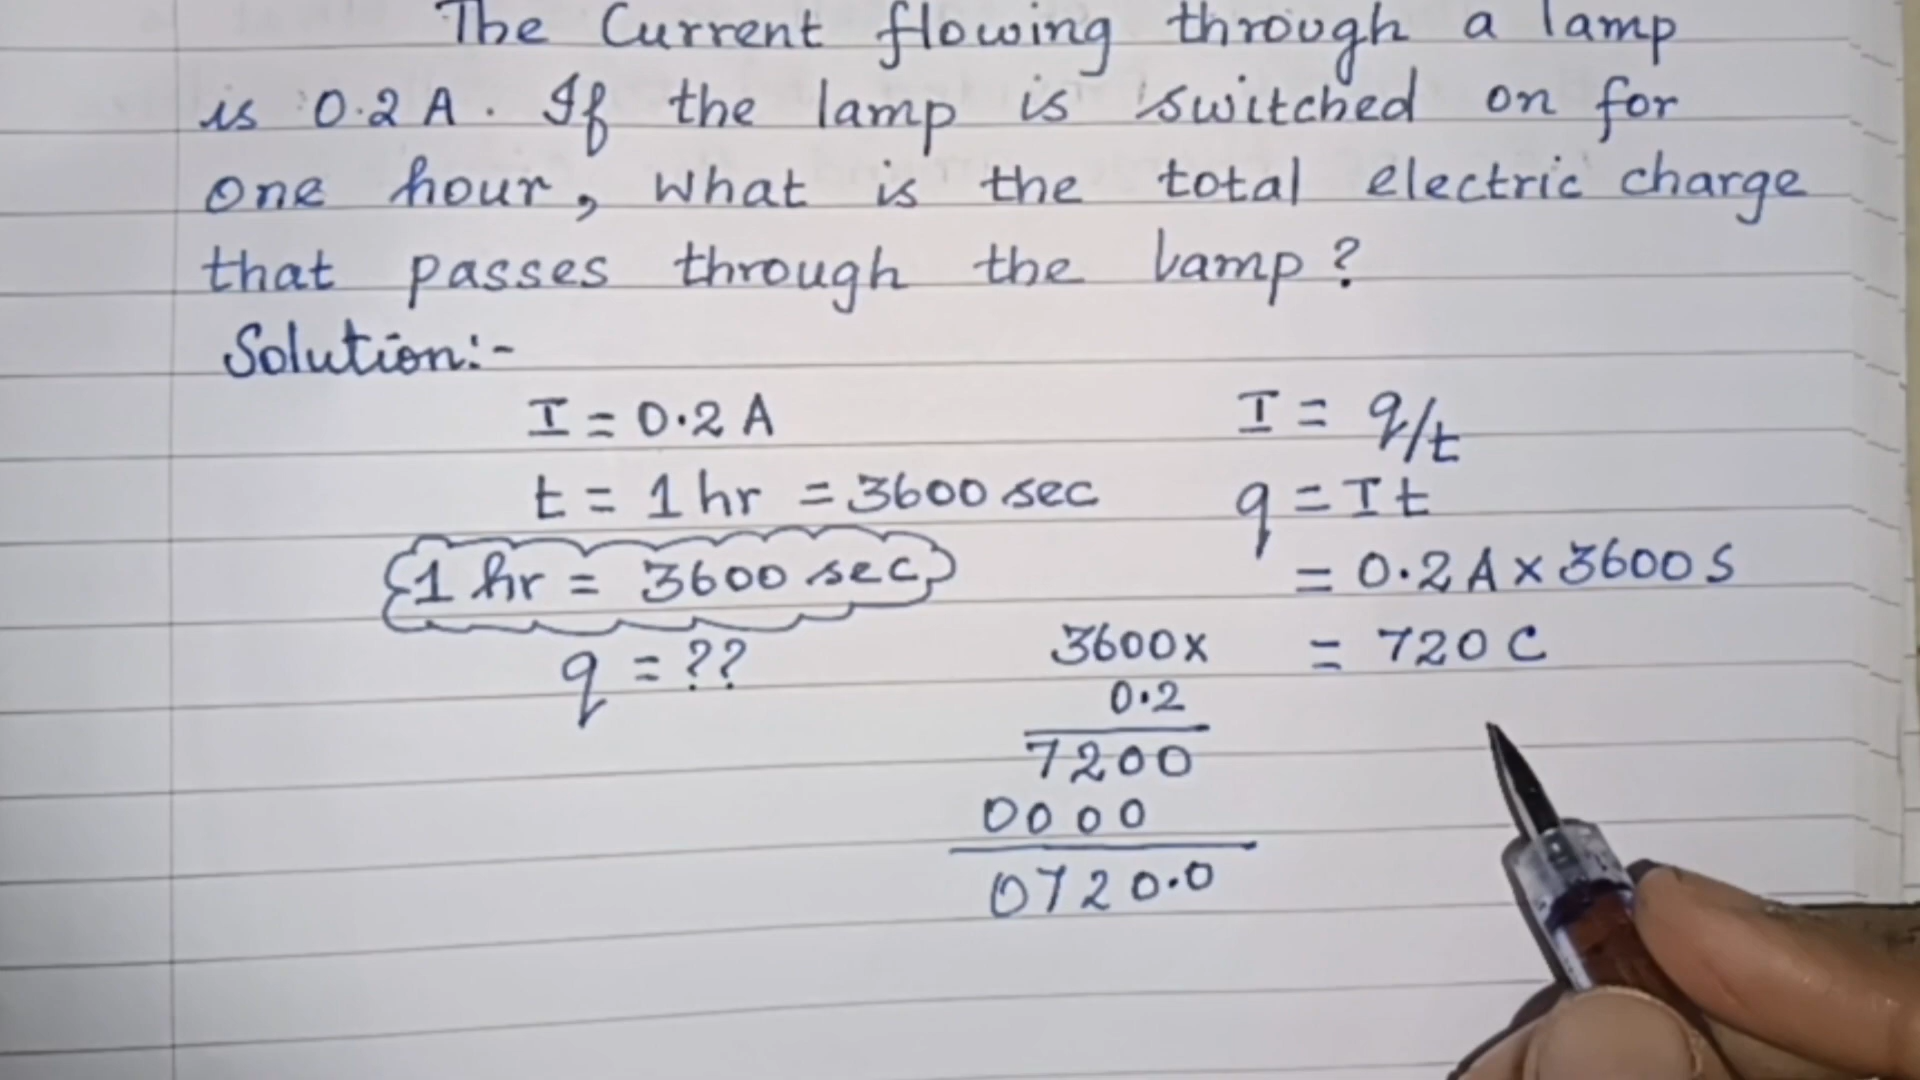 The Current flowing through a lamp
is 0.2 A. If the lamp is switched on for
one hour, what is the total electric charge
that passes through the lamp?
Solution:-
I = 0.2 A
t = 1 hr = 3600 sec
1 hr = 3600 sec
q = ??
I = q/t
q = It
= 0.2 A x 3600 S
= 720 C
3600x
0.2
7200
0000
0720.0